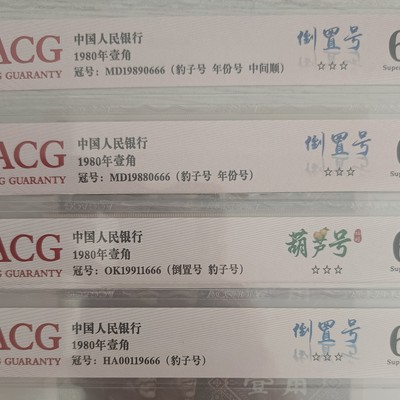 ACG
GUARANTY
中国人民银行
1980年壹角
冠号：MD19890666（豹子号 年份号 中间顺）
倒置号
☆☆☆
6
Supe
ACG
G GUARANTY
中国人民银行
1980年壹角
冠号：MD19880666（豹子号 年份号）
倒置号
☆☆☆
6
Supe
ACG
G GUARANTY
中国人民银行
1980年壹角
冠号：OK19911666（倒置号 豹子号）
葫芦号
☆☆☆
6
Supe
ACG
GUARANTY
中国人民银行
1980年壹角
冠号：HA00119666（豹子号）
倒置号
☆☆☆
6
Supe